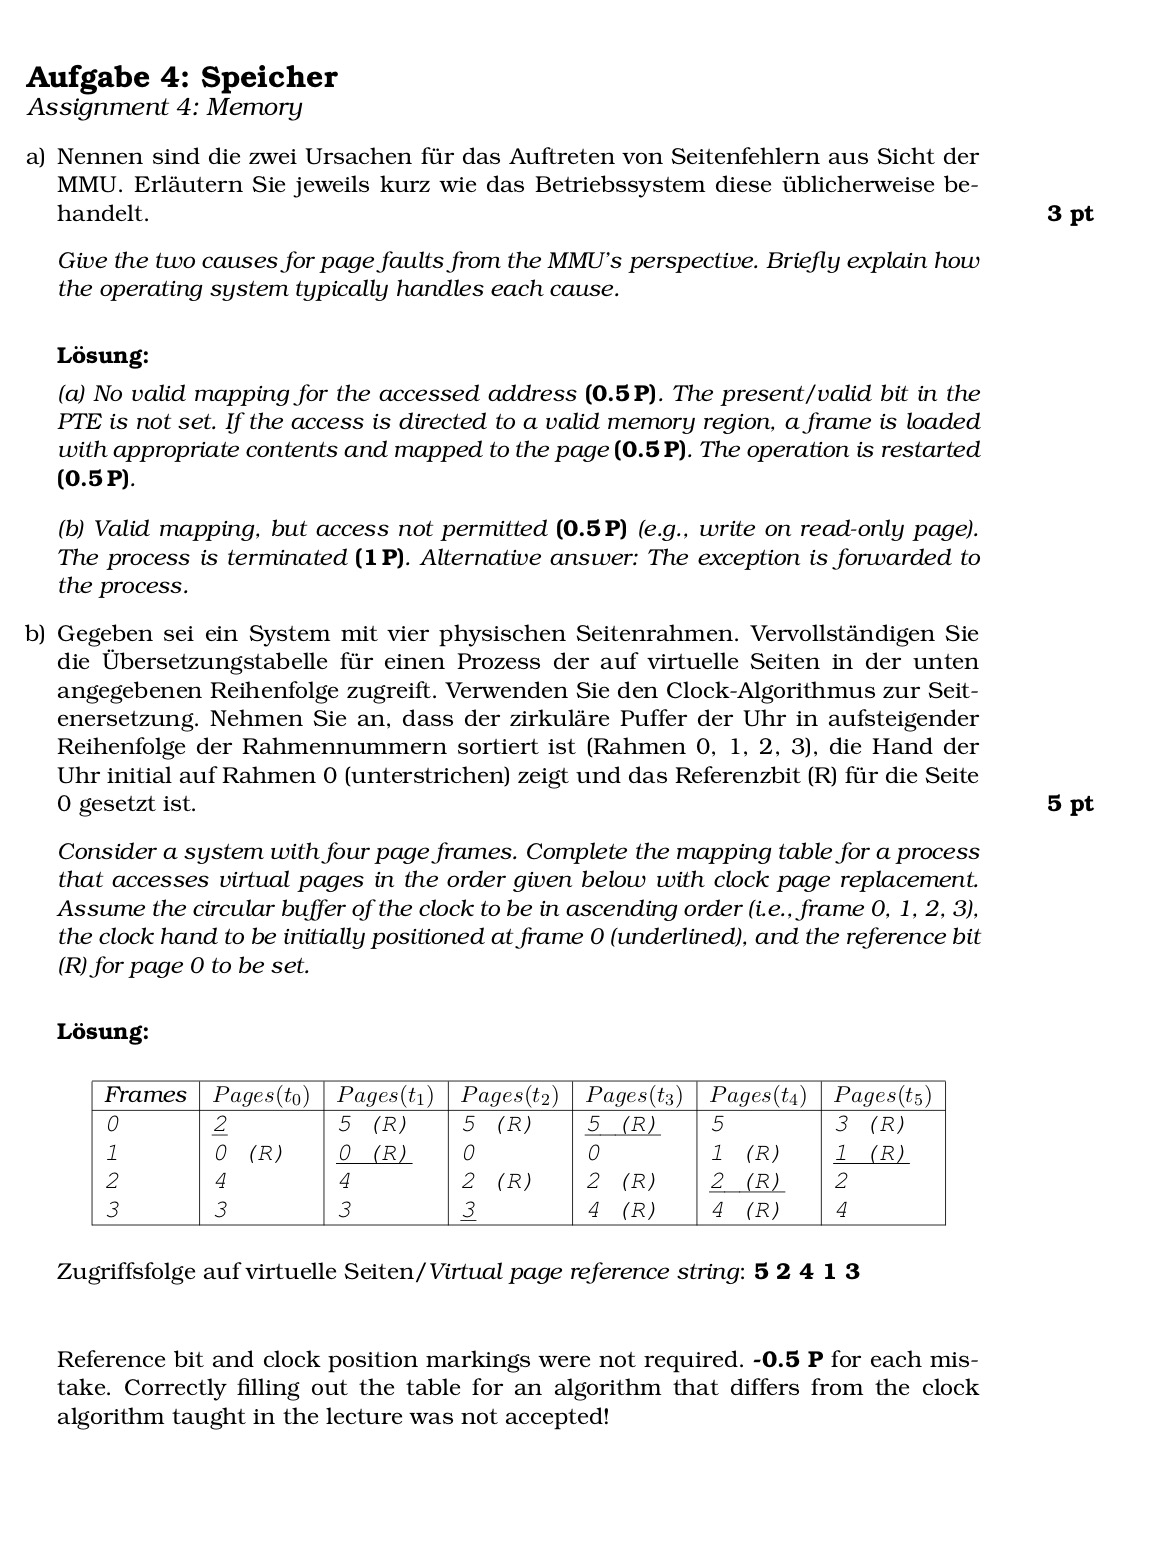 Aufgabe 4: Speicher
Assignment 4: Memory
a) Nennen sind die zwei Ursachen für das Auftreten von Seitenfehlern aus Sicht der
MMU. Erläutern Sie jeweils kurz wie das Betriebssystem diese üblicherweise be-
handelt. 3 pt
Give the two causes for page faults from the MMU's perspective. Briefly explain how
the operating system typically handles each cause.
Lösung:
(a) No valid mapping for the accessed address (0.5 P). The present/valid bit in the
PTE is not set. If the access is directed to a valid memory region, a frame is loaded
with appropriate contents and mapped to the page (0.5 P). The operation is restarted
(0.5 P).
(b) Valid mapping, but access not permitted (0.5 P) (e.g., write on read-only page).
The process is terminated (1 P). Alternative answer: The exception is forwarded to
the process.
b) Gegeben sei ein System mit vier physischen Seitenrahmen. Vervollständigen Sie
die Übersetzungstabelle für einen Prozess der auf virtuelle Seiten in der unten
angegebenen Reihenfolge zugreift. Verwenden Sie den Clock-Algorithmus zur Seit-
enersetzung. Nehmen Sie an, dass der zirkuläre Puffer der Uhr in aufsteigender
Reihenfolge der Rahmennummern sortiert ist (Rahmen 0, 1, 2, 3), die Hand der
Uhr initial auf Rahmen 0 (unterstrichen) zeigt und das Referenzbit (R) für die Seite
0 gesetzt ist. 5 pt
Consider a system with four page frames. Complete the mapping table for a process
that accesses virtual pages in the order given below with clock page replacement.
Assume the circular buffer of the clock to be in ascending order (i.e., frame 0, 1, 2, 3),
the clock hand to be initially positioned at frame 0 (underlined), and the reference bit
(R) for page 0 to be set.
Lösung:
Frames Pages(t0) Pages(t1) Pages(t2) Pages(t3) Pages(t4) Pages(t5)
0 2 5 (R) 5 (R) 5 (R) 5 3 (R)
1 0 (R) 0 (R) 0 0 1 (R) 1 (R)
2 4 4 2 (R) 2 (R) 2 (R) 2
3 3 3 3 4 (R) 4 (R) 4
Zugriffsfolge auf virtuelle Seiten/Virtual page reference string: 5 2 4 1 3
Reference bit and clock position markings were not required. -0.5 P for each mis-
take. Correctly filling out the table for an algorithm that differs from the clock
algorithm taught in the lecture was not accepted!